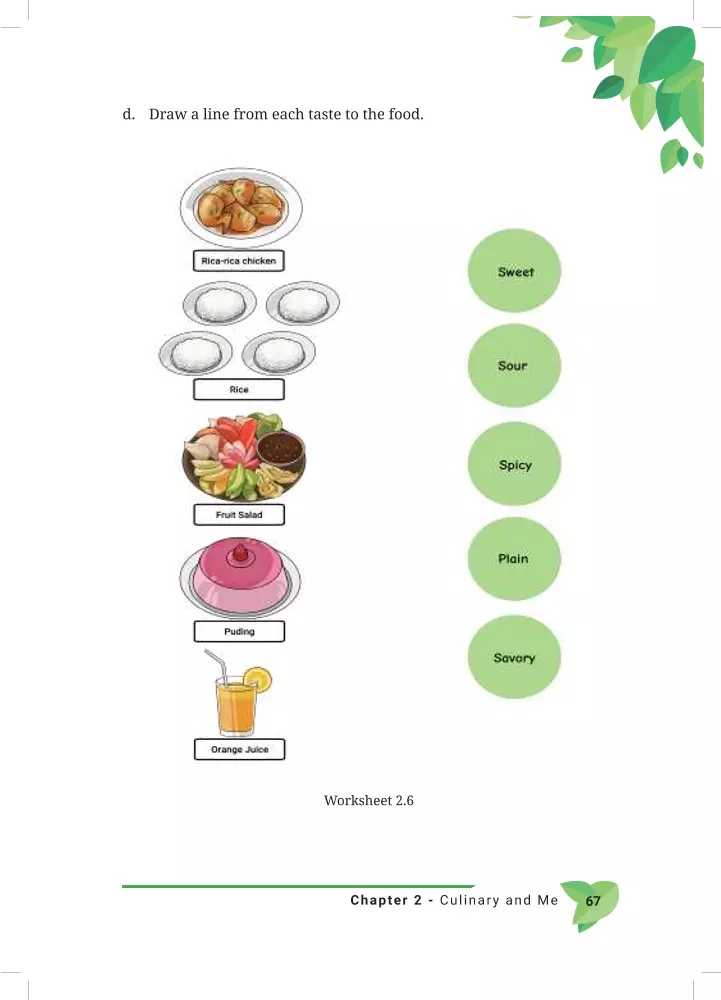 d. Draw a line from each taste to the food.
Rica-rica chicken
Rice
Fruit Salad
Puding
Orange Juice
Sweet
Sour
Spicy
Plain
Savory
Worksheet 2.6
Chapter 2 - Culinary and Me 67